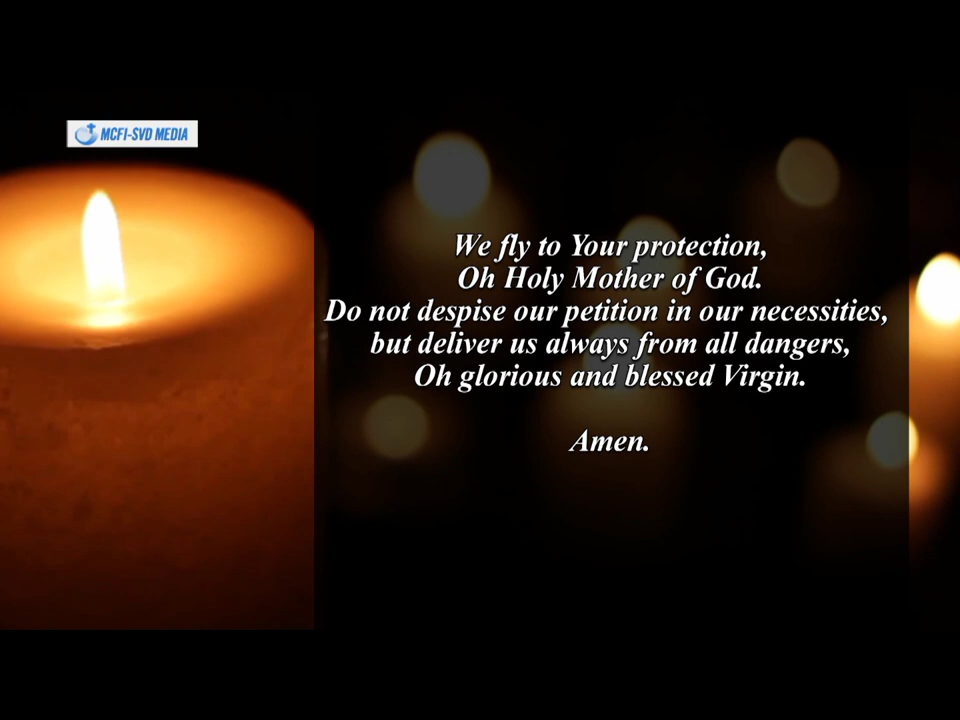 MCFI-SVD MEDIA
We fly to Your protection,
Oh Holy Mother of God.
Do not despise our petition in our necessities,
but deliver us always from all dangers,
Oh glorious and blessed Virgin.
Amen.